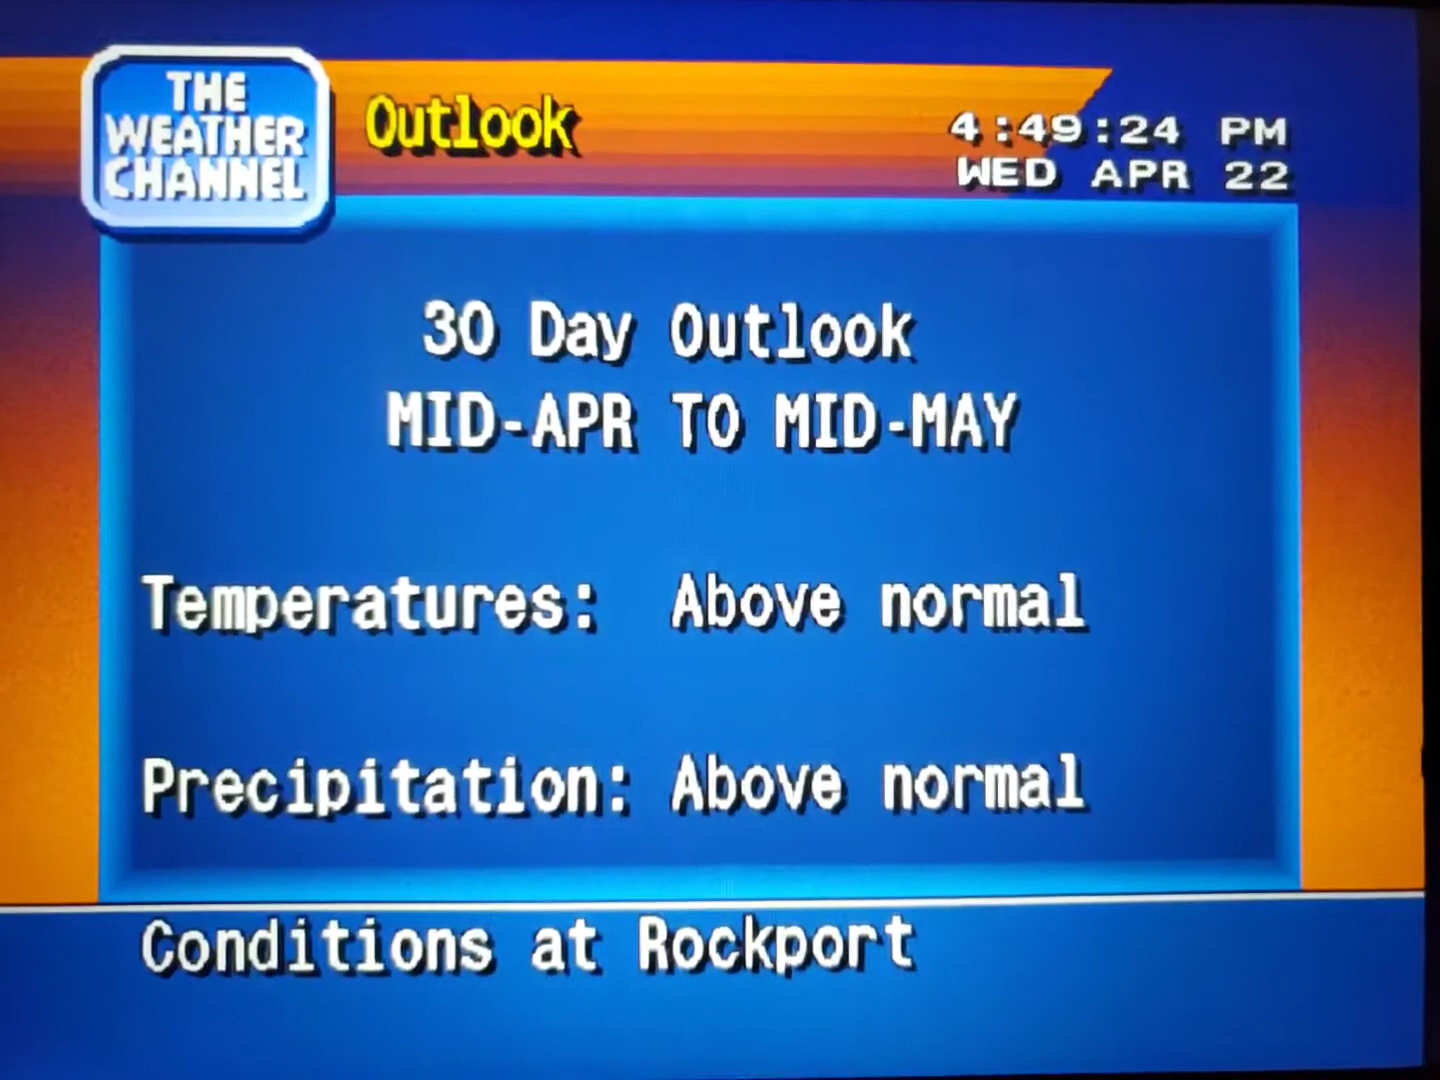 THE
WEATHER
CHANNEL
Outlook
4:49:24 PM
WED APR 22
30 Day Outlook
MID-APR TO MID-MAY
Temperatures: Above normal
Precipitation: Above normal
Conditions at Rockport